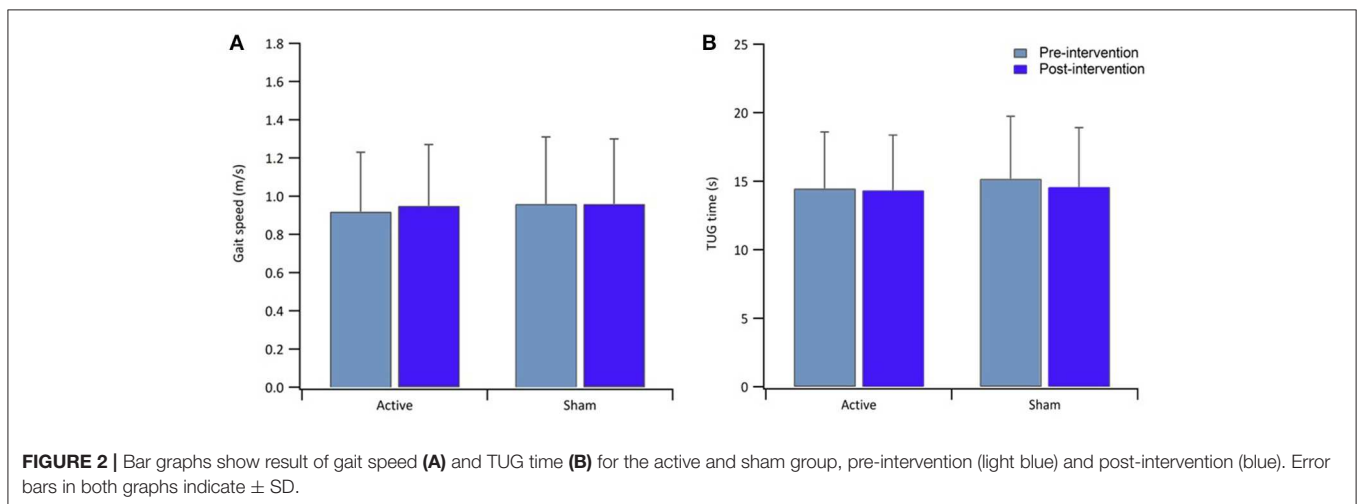 A
1.8
1.6
1.4
1.2
1.0
0.8
0.6
0.4
0.2
0.0
Gait speed (m/s)
Active
Sham
B
25
20
15
10
5
0
TUG time (s)
Pre-intervention
Post-intervention
Active
Sham
FIGURE 2 | Bar graphs show result of gait speed (A) and TUG time (B) for the active and sham group, pre-intervention (light blue) and post-intervention (blue). Error
bars in both graphs indicate ± SD.